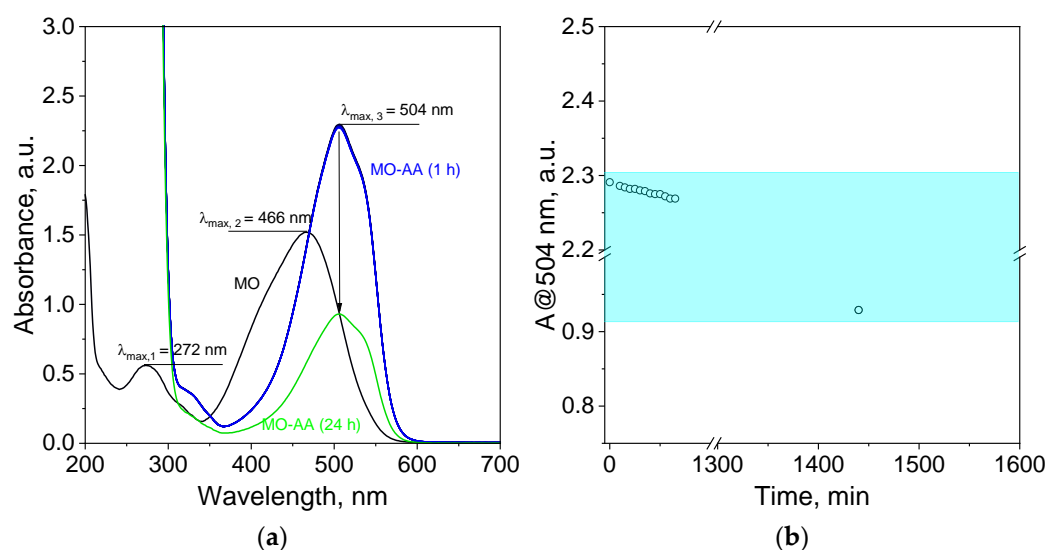 3.0
2.5
2.0
1.5
1.0
0.5
0.0
200 300 400 500 600 700
Absorbance, a.u.
Wavelength, nm
λmax, 3 = 504 nm
MO-AA (1 h)
λmax, 2 = 466 nm
MO
λmax,1 = 272 nm
MO-AA (24 h)
(a)
2.5
2.4
2.3
2.2
0.9
0.8
0 1300 1400 1500 1600
A@504 nm, a.u.
Time, min
(b)